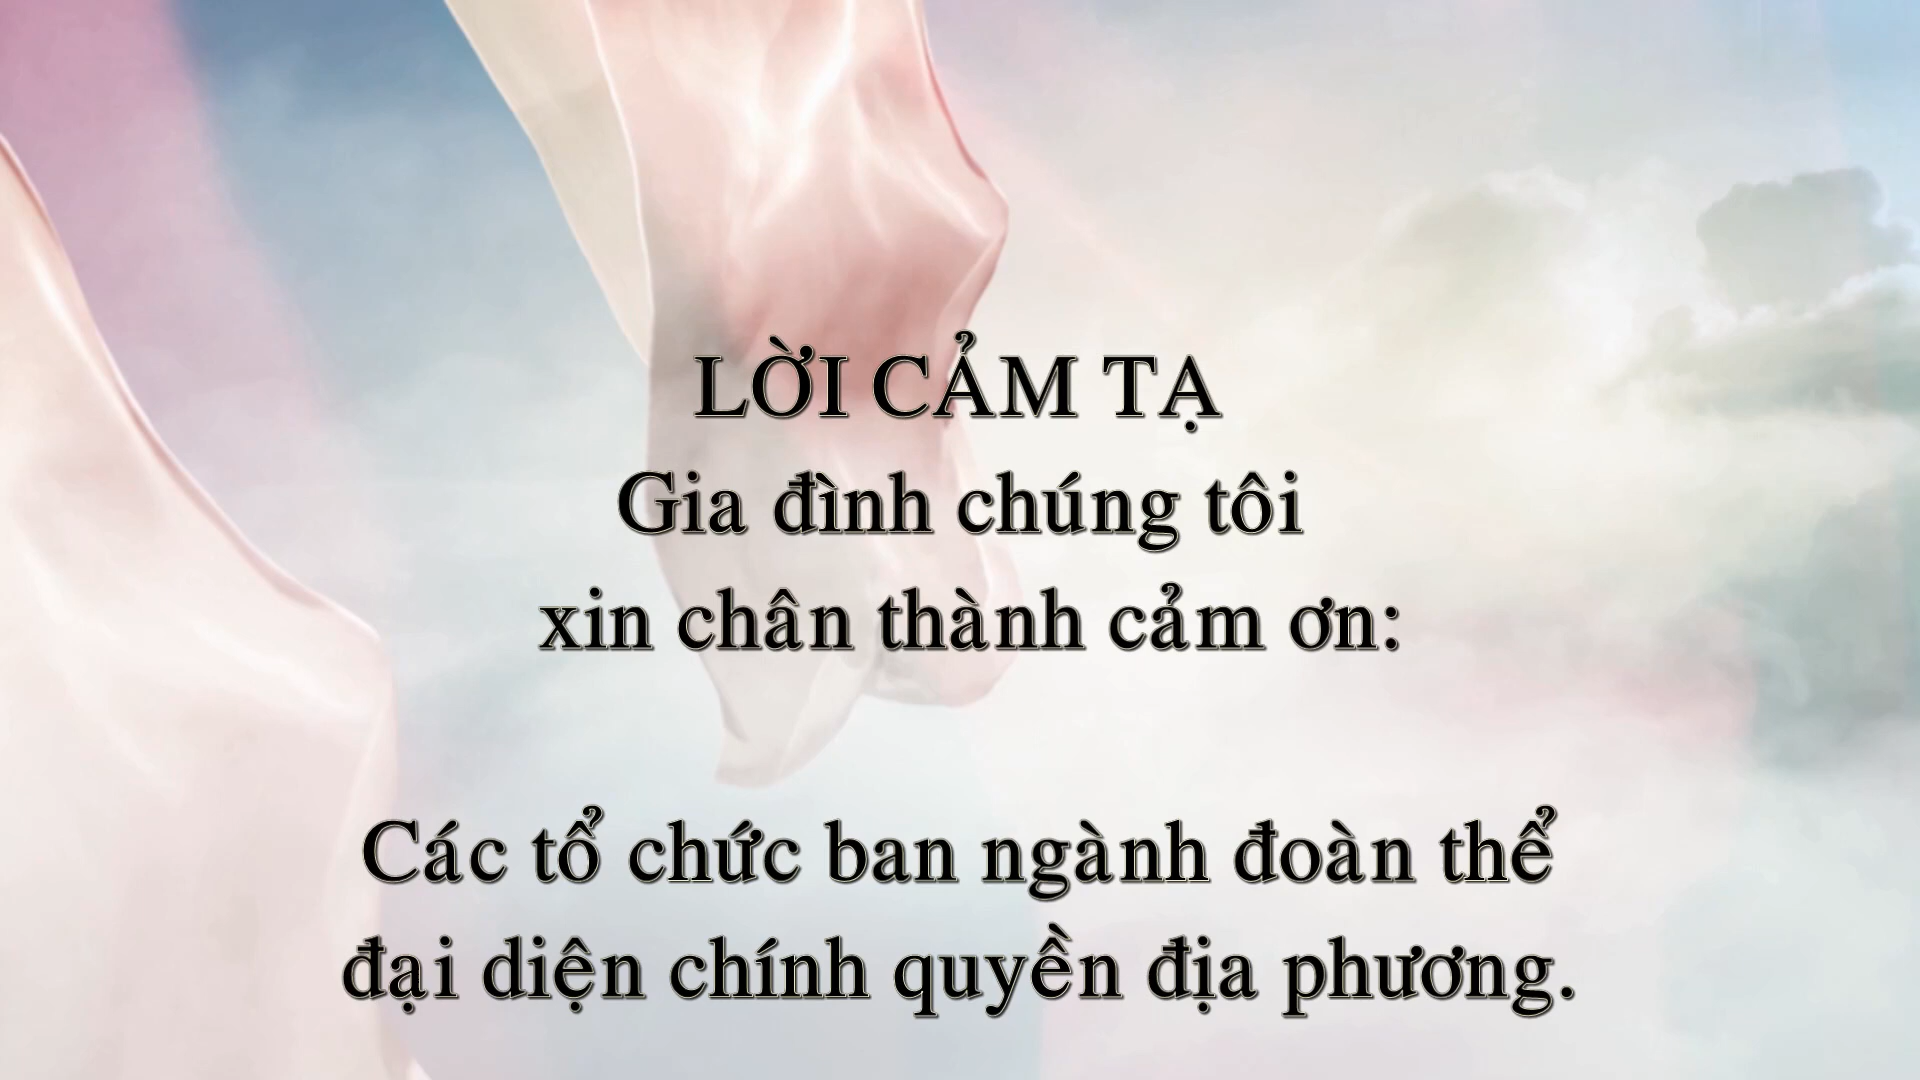 LỜI CẢM TẠ
Gia đình chúng tôi
xin chân thành cảm ơn:
Các tổ chức ban ngành đoàn thể
đại diện chính quyền địa phương.